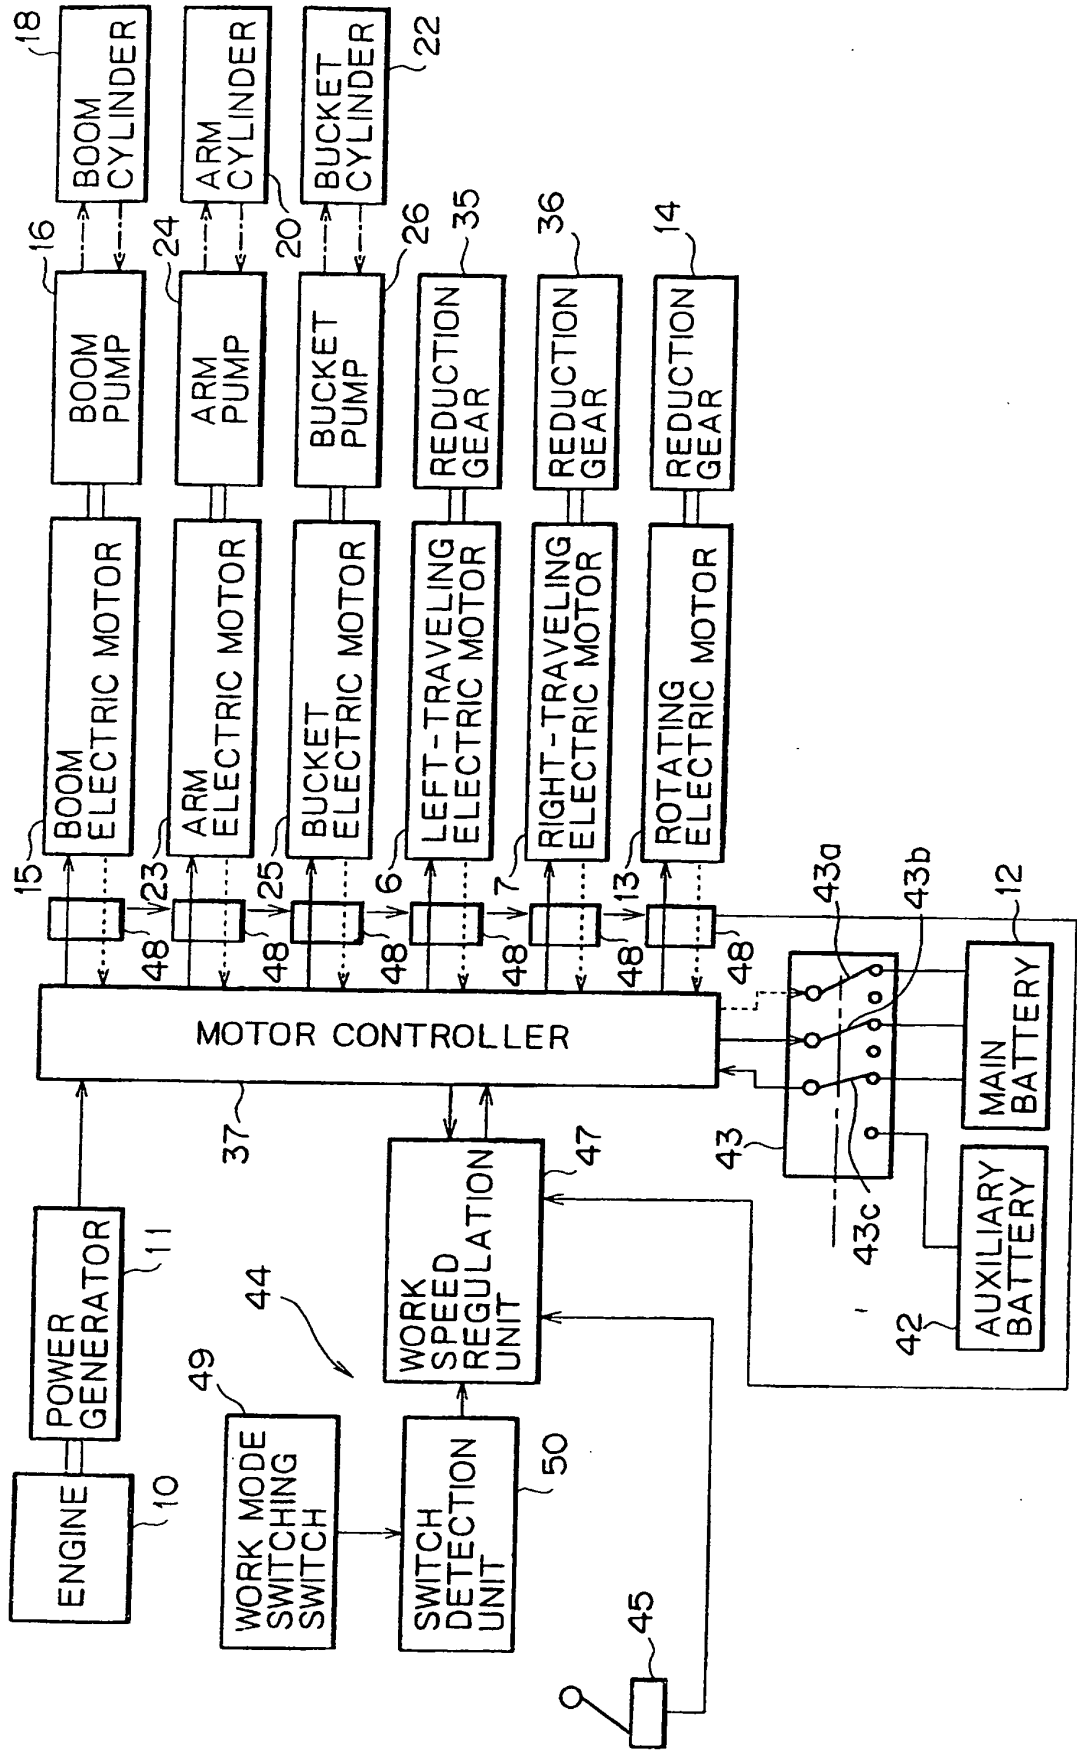 ENGINE
10
POWER
GENERATOR
11
MOTOR CONTROLLER
37
15
BOOM
ELECTRIC MOTOR
BOOM
PUMP
16
BOOM
CYLINDER
18
48
23
ARM
ELECTRIC MOTOR
ARM
PUMP
24
ARM
CYLINDER
20
48
25
BUCKET
ELECTRIC MOTOR
BUCKET
PUMP
26
BUCKET
CYLINDER
22
48
6
LEFT-TRAVELING
ELECTRIC MOTOR
REDUCTION
GEAR
35
48
7
RIGHT-TRAVELING
ELECTRIC MOTOR
REDUCTION
GEAR
36
48
13
ROTATING
ELECTRIC MOTOR
REDUCTION
GEAR
14
48
WORK MODE
SWITCHING
SWITCH
49
44
SWITCH
DETECTION
UNIT
50
WORK
SPEED
REGULATION
UNIT
47
45
43
43a
43b
43c
MAIN
BATTERY
12
AUXILIARY
BATTERY
42